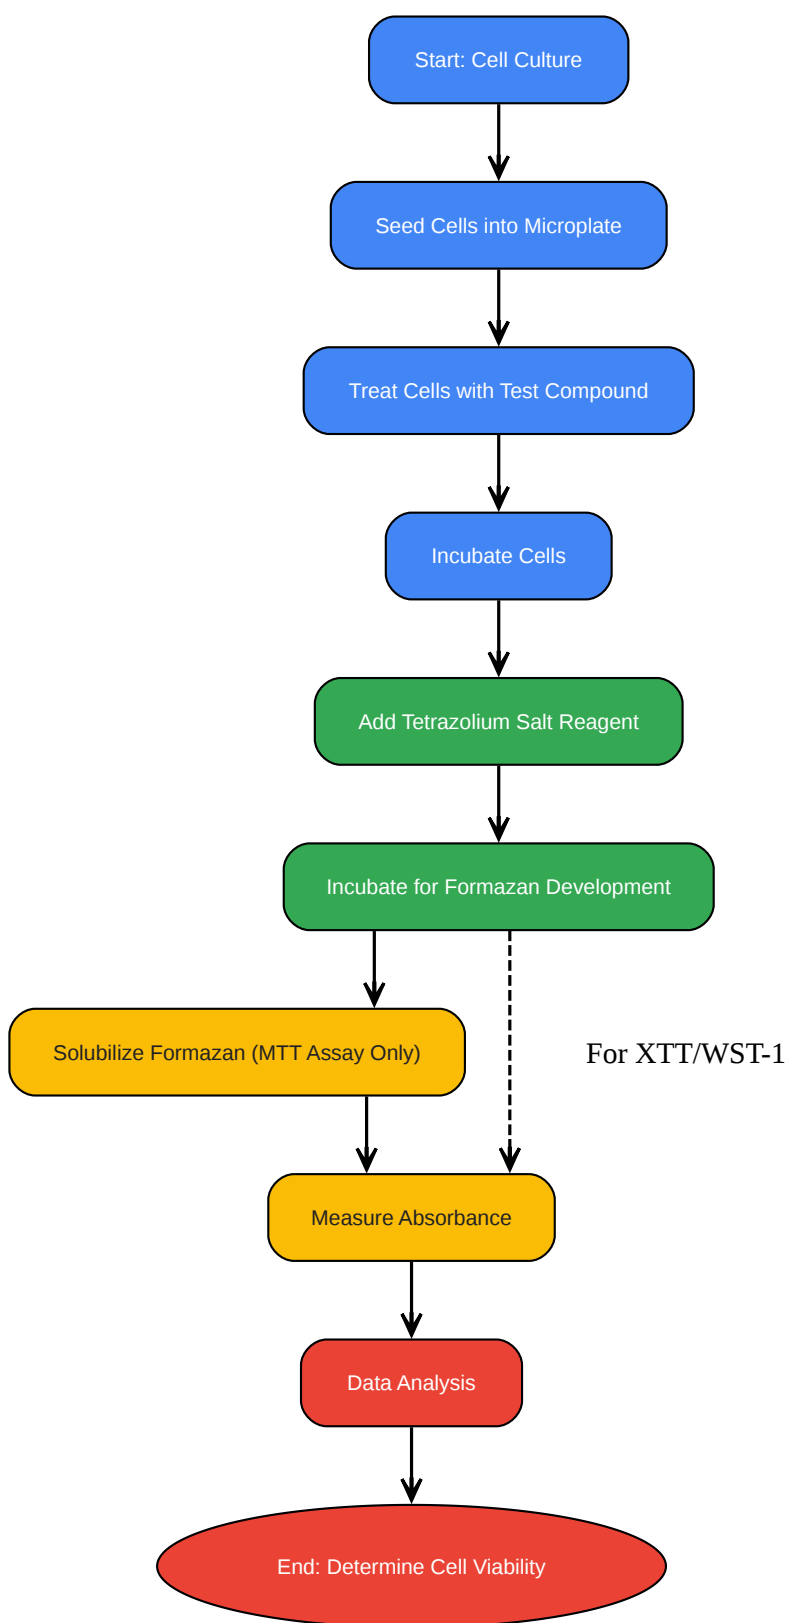 Start: Cell Culture
Seed Cells into Microplate
Treat Cells with Test Compound
Incubate Cells
Add Tetrazolium Salt Reagent
Incubate for Formazan Development
Solubilize Formazan (MTT Assay Only)
For XTT/WST-1
Measure Absorbance
Data Analysis
End: Determine Cell Viability